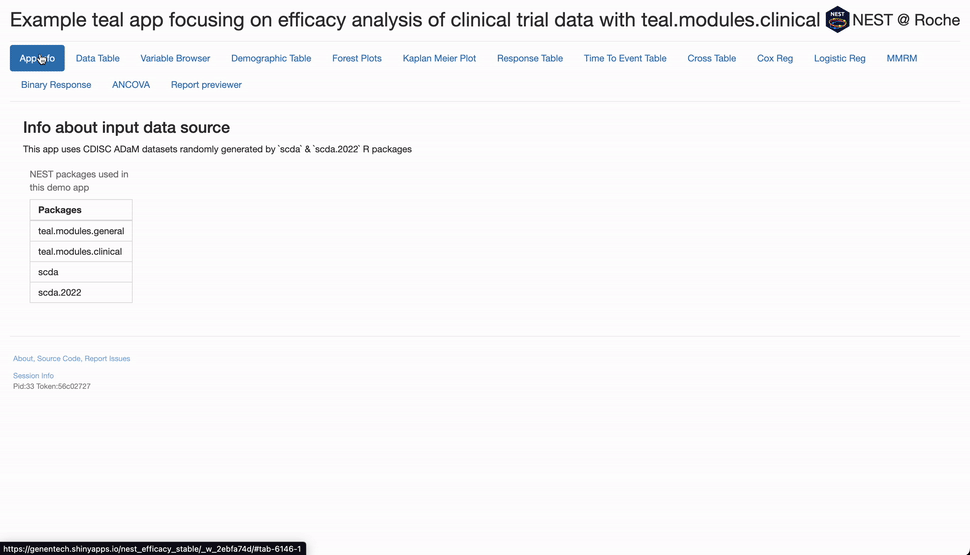 Example teal app focusing on efficacy analysis of clinical trial data with teal.modules.clinical NEST NEST @ Roche
App Info Data Table Variable Browser Demographic Table Forest Plots Kaplan Meier Plot Response Table Time To Event Table Cross Table Cox Reg Logistic Reg MMRM
Binary Response ANCOVA Report previewer
Info about input data source
This app uses CDISC ADaM datasets randomly generated by `scda` & `scda.2022` R packages
NEST packages used in
this demo app
Packages
teal.modules.general
teal.modules.clinical
scda
scda.2022
About, Source Code, Report Issues
Session Info
Pid:33 Token:56c02727
https://genentech.shinyapps.io/nest_efficacy_stable/_w_2ebfa74d/#tab-6146-1